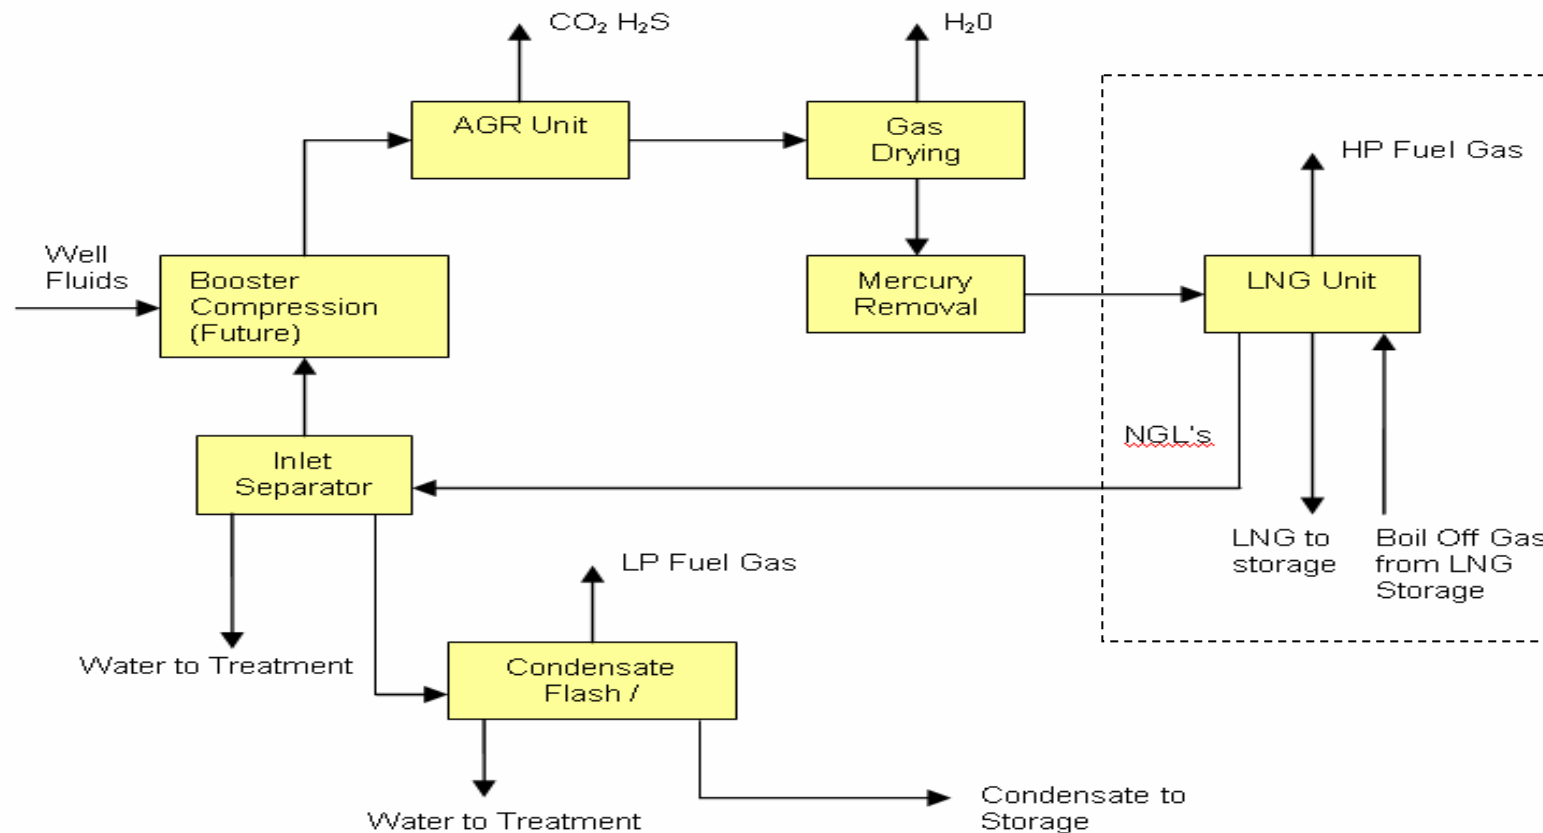 CO₂ H₂S
H₂0
AGR Unit
Gas
Drying
HP Fuel Gas
Well
Fluids
Booster
Compression
(Future)
Mercury
Removal
LNG Unit
NGL's
Inlet
Separator
LNG to
storage
Boil Off Gas
from LNG
Storage
LP Fuel Gas
Water to Treatment
Condensate
Flash /
Condensate to
Storage
Water to Treatment